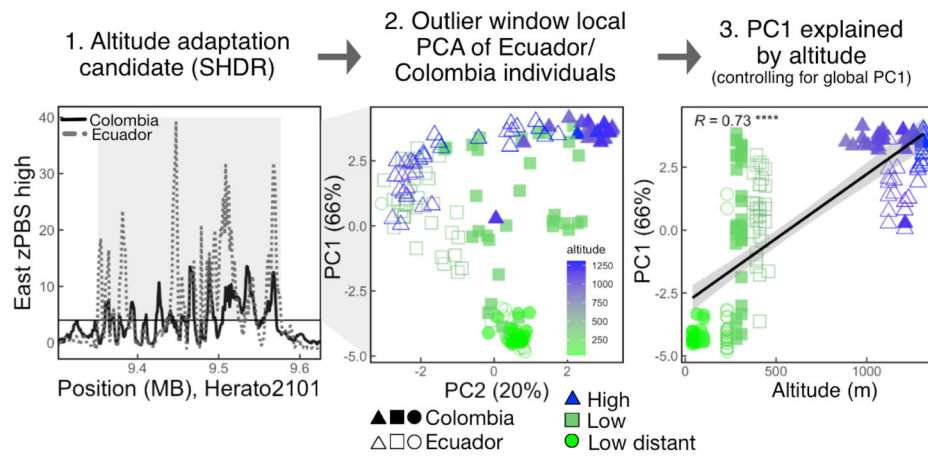 1. Altitude adaptation
candidate (SHDR)
2. Outlier window local
PCA of Ecuador/
Colombia individuals
3. PC1 explained
by altitude
(controlling for global PC1)
East zPBS high
40
30
20
10
0
Colombia
Ecuador
9.4
9.5
9.6
Position (MB), Herato2101
PC1 (66%)
2.5
0.0
-2.5
-5.0
altitude
1250
1000
750
500
250
-2
0
2
PC2 (20%)
PC1 (66%)
R = 0.73 ****
2.5
0.0
-2.5
-5.0
0
500
1000
Altitude (m)
Colombia
Ecuador
High
Low
Low distant